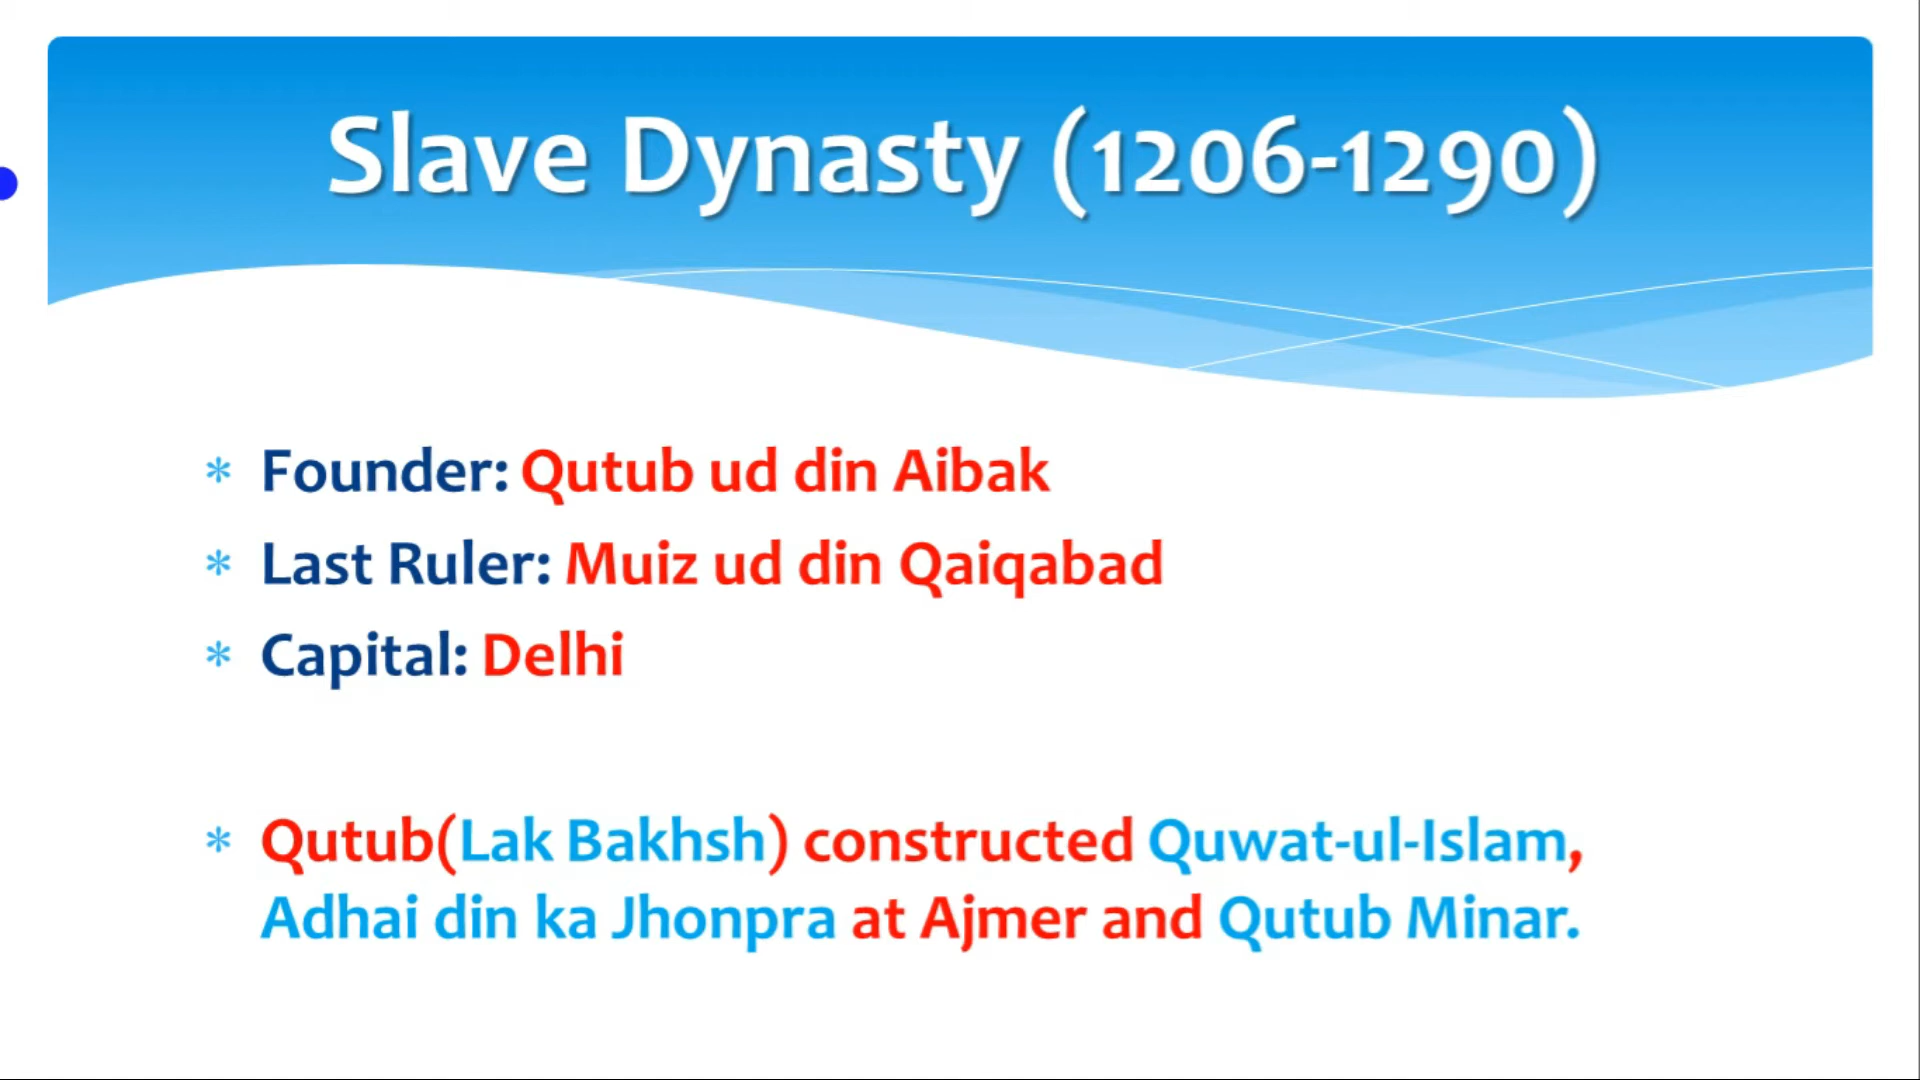 Slave Dynasty (1206-1290)
* Founder: Qutub ud din Aibak
* Last Ruler: Muiz ud din Qaiqabad
* Capital: Delhi
* Qutub(Lak Bakhsh) constructed Quwat-ul-Islam,
Adhai din ka Jhonpra at Ajmer and Qutub Minar.